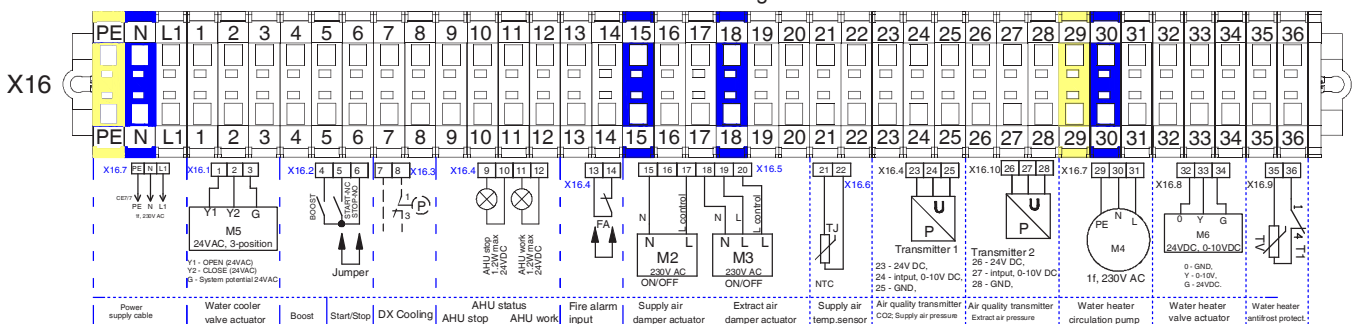 PE N L1 1 2 3 4 5 6 7 8 9 10 11 12 13 14 15 16 17 18 19 20 21 22 23 24 25 26 27 28 29 30 31 32 33 34 35 36
X16
PE N L1 1 2 3 4 5 6 7 8 9 10 11 12 13 14 15 16 17 18 19 20 21 22 23 24 25 26 27 28 29 30 31 32 33 34 35 36
X16.7 PE N L1
CE7/7
PE N L1
1f, 230V AC
Power
supply cable
X16.1 1 2 3
Y1 Y2 G
M5
24VAC, 3-position
Y1 - OPEN (24VAC)
Y2 - CLOSE (24VAC)
G - System potential 24VAC
Water cooler
valve actuator
X16.2 4 5 6
BOOST
START-NC
STOP-NO
Jumper
Boost
Start/Stop
7 8 X16.3
1
3
P
DX Cooling
X16.4 9 10 11 12
AHU stop
1.2W max
24VDC
AHU work
1.2W max
24VDC
AHU status
AHU stop AHU work
X16.4 13 14
FA
Fire alarm
input
15 16 17 18 19 20 X16.5
N L control
N L
M2
230V AC
ON/OFF
Supply air
damper actuator
N L L control
N L
M3
230V AC
ON/OFF
Extract air
damper actuator
21 22
X16.6
TJ
NTC
Supply air
temp.sensor
X16.4 23 24 25
U
P
Transmitter 1
23 - 24V DC,
24 - intput, 0-10V DC,
25 - GND,
Air quality transmitter
CO2; Supply air pressure
X16.10 26 27 28
U
P
Transmitter 2
26 - 24V DC,
27 - intput, 0-10V DC
28 - GND,
Air quality transmitter
Extract air pressure
X16.7 29 30 31
PE N L
M4
1f, 230V AC
Water heater
circulation pump
32 33 34
X16.8
0 Y G
M6
24VDC, 0-10VDC
0 - GND,
Y - 0-10V,
G - 24VDC.
Water heater
valve actuator
35 36
X16.9
TV
1
4
T1
Water heater
antifrost protect.